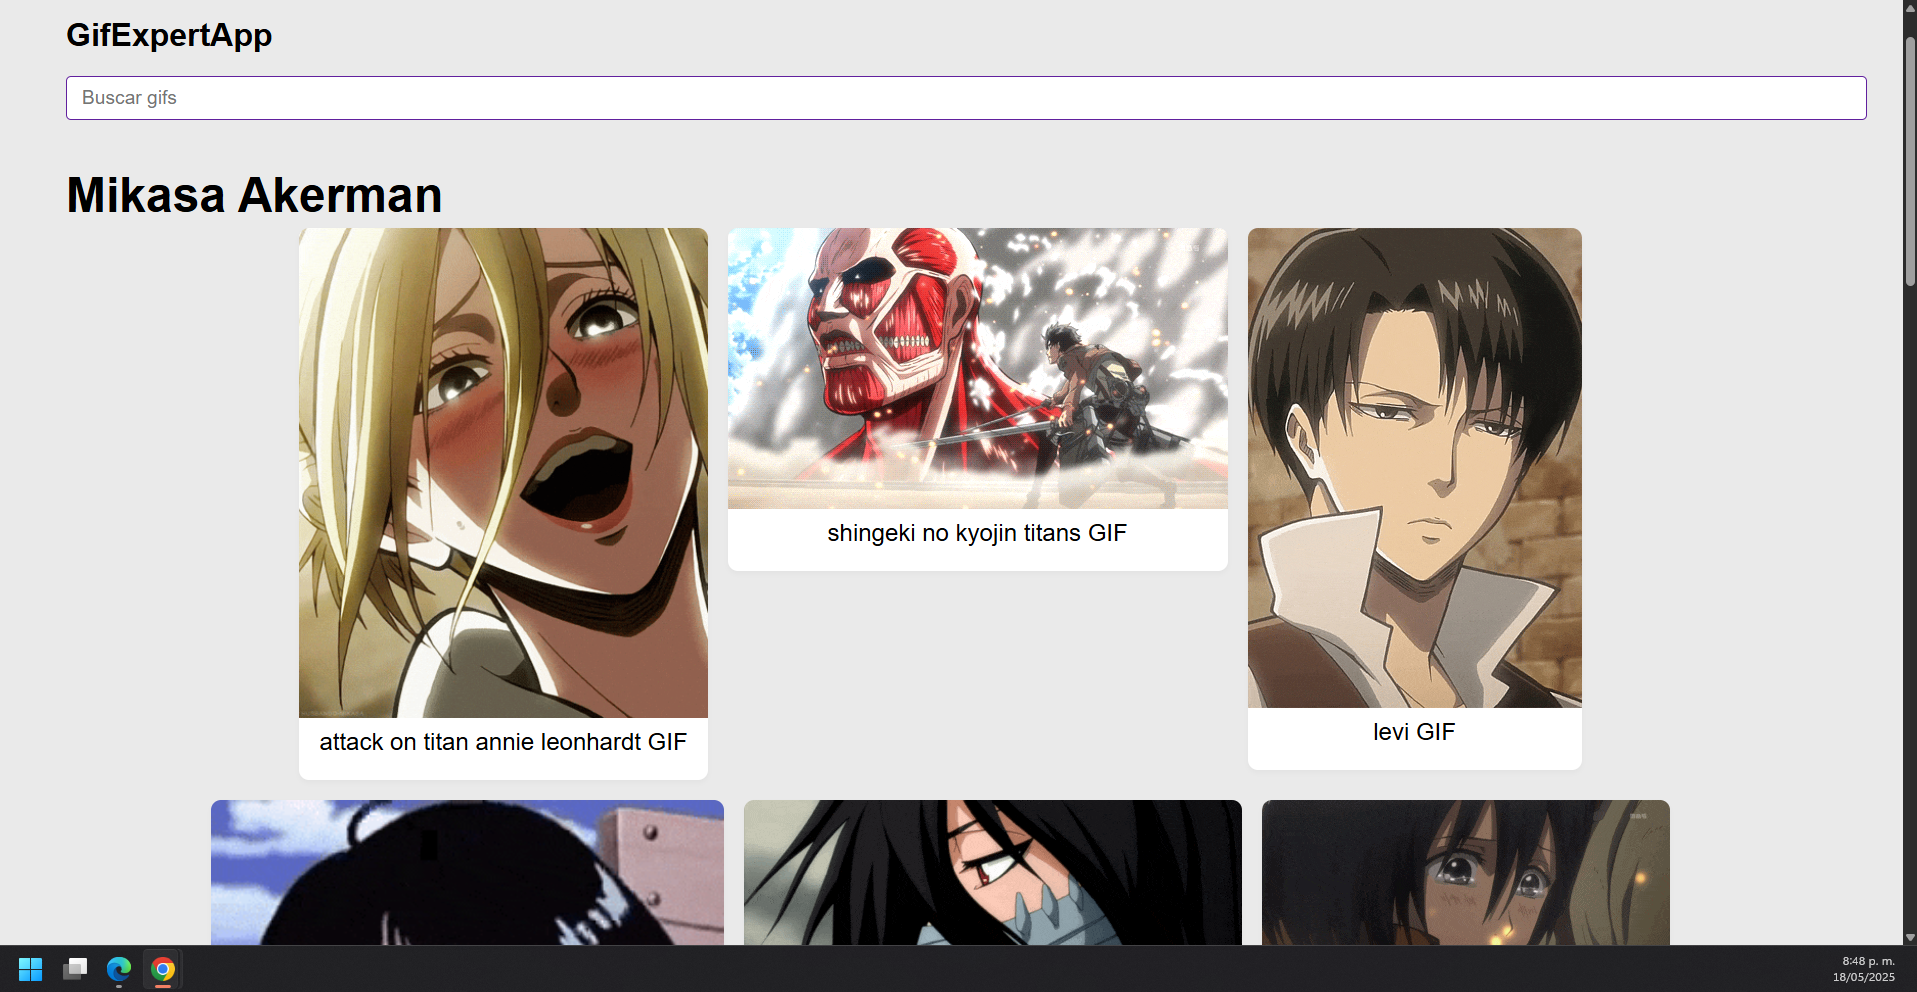 GifExpertApp
Buscar gifs
Mikasa Akerman
attack on titan annie leonhardt GIF
shingeki no kyojin titans GIF
levi GIF
8:48 p. m.
18/05/2025